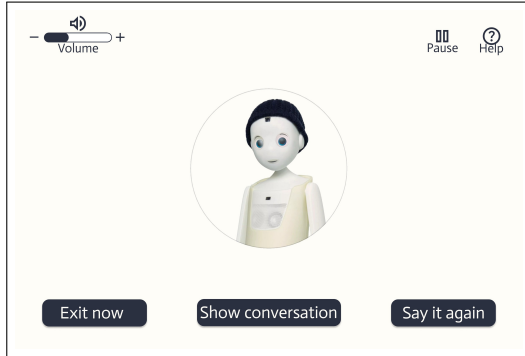 − +
Volume
Pause
Help
Exit now
Show conversation
Say it again